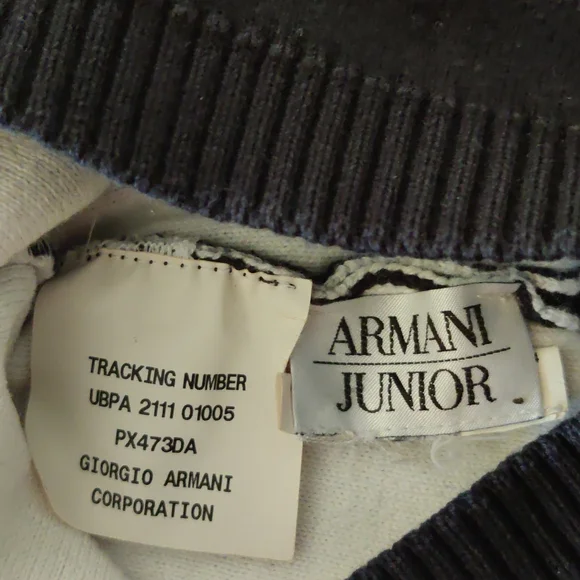 TRACKING NUMBER
UBPA 2111 01005
PX473DA
GIORGIO ARMANI
CORPORATION
ARMANI
JUNIOR